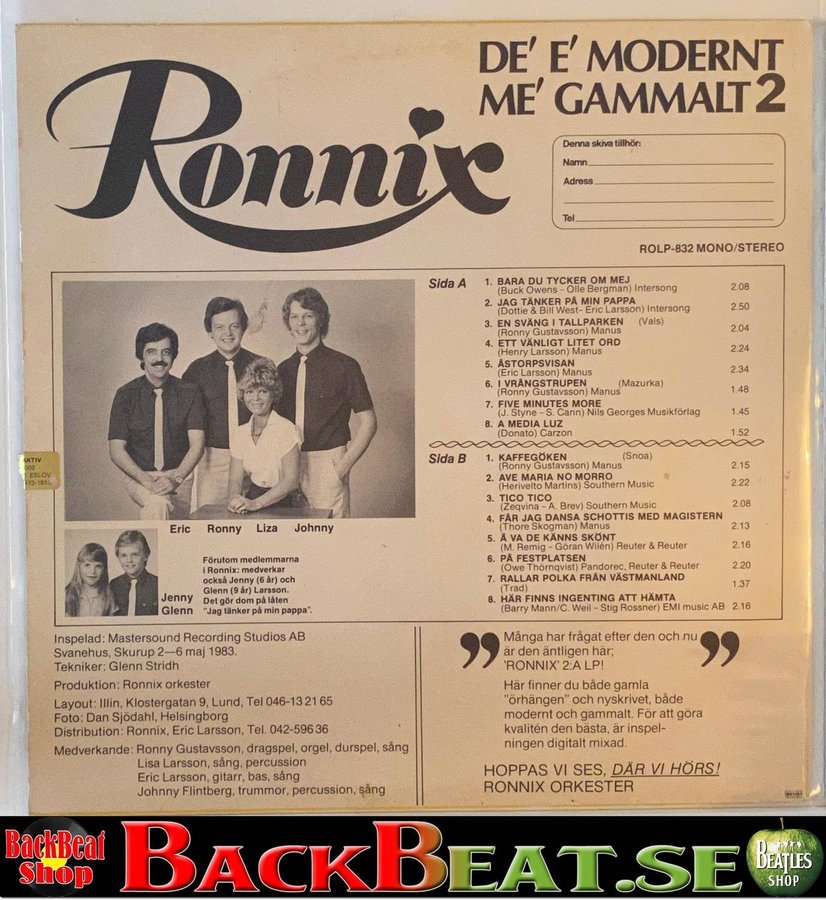 Ronnix
DE' E' MODERNT
ME' GAMMALT 2
Denna skiva tillhör:
Namn
Adress
Tel
ROLP-832 MONO/STEREO
Sida A
1. BARA DU TYCKER OM MEJ
(Buck Owens - Olle Bergman) Intersong 2.08
2. JAG TÄNKER PÅ MIN PAPPA
(Dottie & Bill West- Eric Larsson) Intersong 2.50
3. EN SVÄNG I TALLPARKEN (Vals)
(Ronny Gustavsson) Manus 2.04
4. ETT VÄNLIGT LITET ORD
(Henry Larsson) Manus 2.24
5. ÅSTORPSVISAN
(Eric Larsson) Manus 2.34
6. I VRÅNGSTRUPEN (Mazurka)
(Ronny Gustavsson) Manus 1.48
7. FIVE MINUTES MORE
(J. Styne - S. Cann) Nils Georges Musikförlag 1.45
8. A MEDIA LUZ
(Donato) Carzon 1.52
Sida B
1. KAFFEGÖKEN (Snoa)
(Ronny Gustavsson) Manus 2.15
2. AVE MARIA NO MORRO
(Herivelto Martins) Southern Music 2.22
3. TICO TICO
(Zeqvina - A. Brev) Southern Music 2.08
4. FÅR JAG DANSA SCHOTTIS MED MAGISTERN
(Thore Skogman) Manus 2.13
5. Å VA DE KÄNNS SKÖNT
(M. Remig - Göran Wilén) Reuter & Reuter 2.16
6. PÅ FESTPLATSEN
(Owe Thörnqvist) Pandorec, Reuter & Reuter 2.20
7. RALLAR POLKA FRÅN VÄSTMANLAND
(Trad) 1.37
8. HÄR FINNS INGENTING ATT HÄMTA
(Barry Mann/C. Weil - Stig Rossner) EMI music AB 2.16
AKTIV
ESLÖV
Eric Ronny Liza Johnny
Jenny
Glenn
Förutom medlemmarna
i Ronnix: medverkar
också Jenny (6 år) och
Glenn (9 år) Larsson.
Det gör dom på låten
"Jag tänker på min pappa".
Inspelad: Mastersound Recording Studios AB
Svanehus, Skurup 2—6 maj 1983.
Tekniker: Glenn Stridh
Produktion: Ronnix orkester
Layout: Illin, Klostergatan 9, Lund, Tel 046-13 21 65
Foto: Dan Sjödahl, Helsingborg
Distribution: Ronnix, Eric Larsson, Tel. 042-596 36
Medverkande: Ronny Gustavsson, dragspel, orgel, durspel, sång
Lisa Larsson, sång, percussion
Eric Larsson, gitarr, bas, sång
Johnny Flintberg, trummor, percussion, sång
” Många har frågat efter den och nu ”
är den äntligen här;
'RONNIX' 2:A LP!
Här finner du både gamla
"örhängen" och nyskrivet, både
modernt och gammalt. För att göra
kvalitén den bästa, är inspel-
ningen digitalt mixad.
HOPPAS VI SES, DÄR VI HÖRS!
RONNIX ORKESTER
BackBeat
Shop
BACKBEAT.SE
BEATLES
SHOP